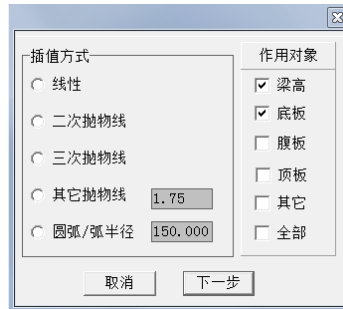 插值方式
线性
二次抛物线
三次抛物线
其它抛物线 1.75
圆弧/弧半径 150.000
作用对象
梁高
底板
腹板
顶板
其它
全部
取消 下一步